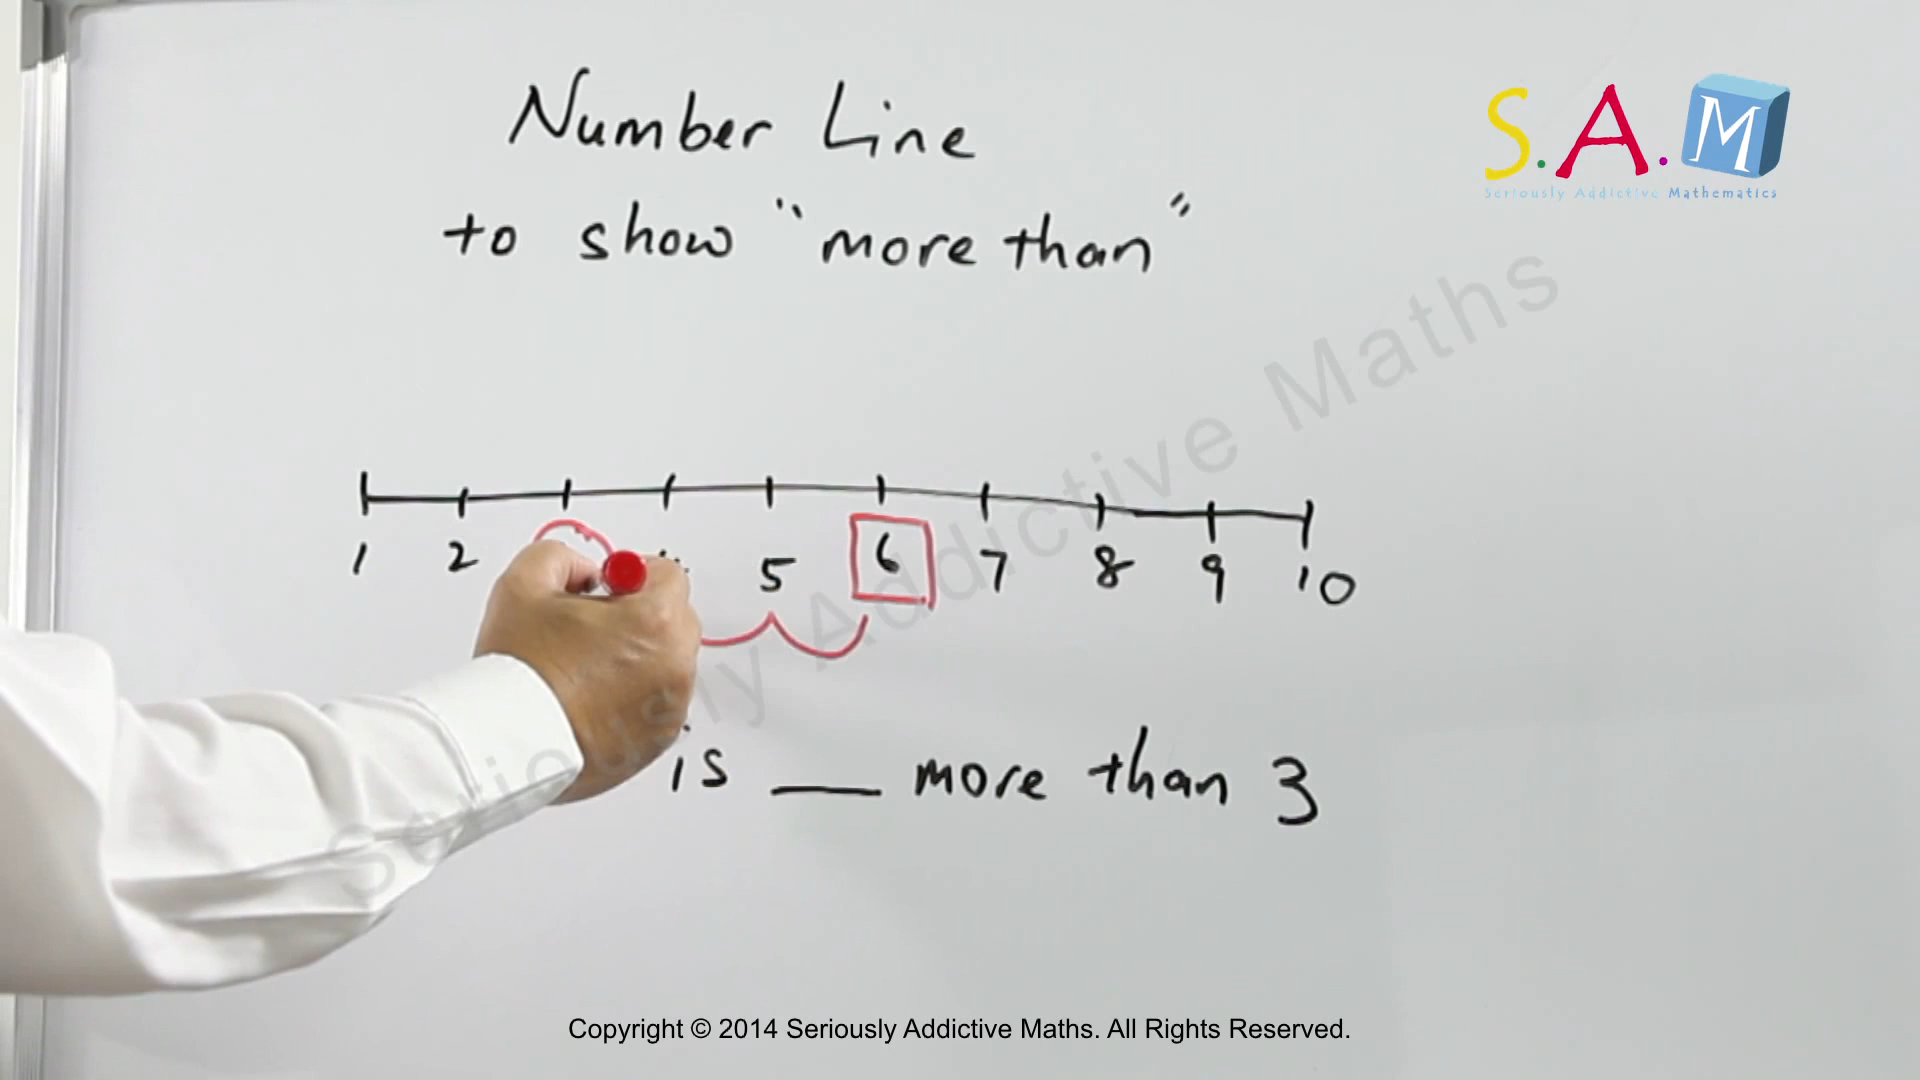 Number Line
to show "more than"
S.A.M
Seriously Addictive Mathematics
1 2 5 6 7 8 9 10
is ___ more than 3
Seriously Addictive Maths
Copyright © 2014 Seriously Addictive Maths. All Rights Reserved.